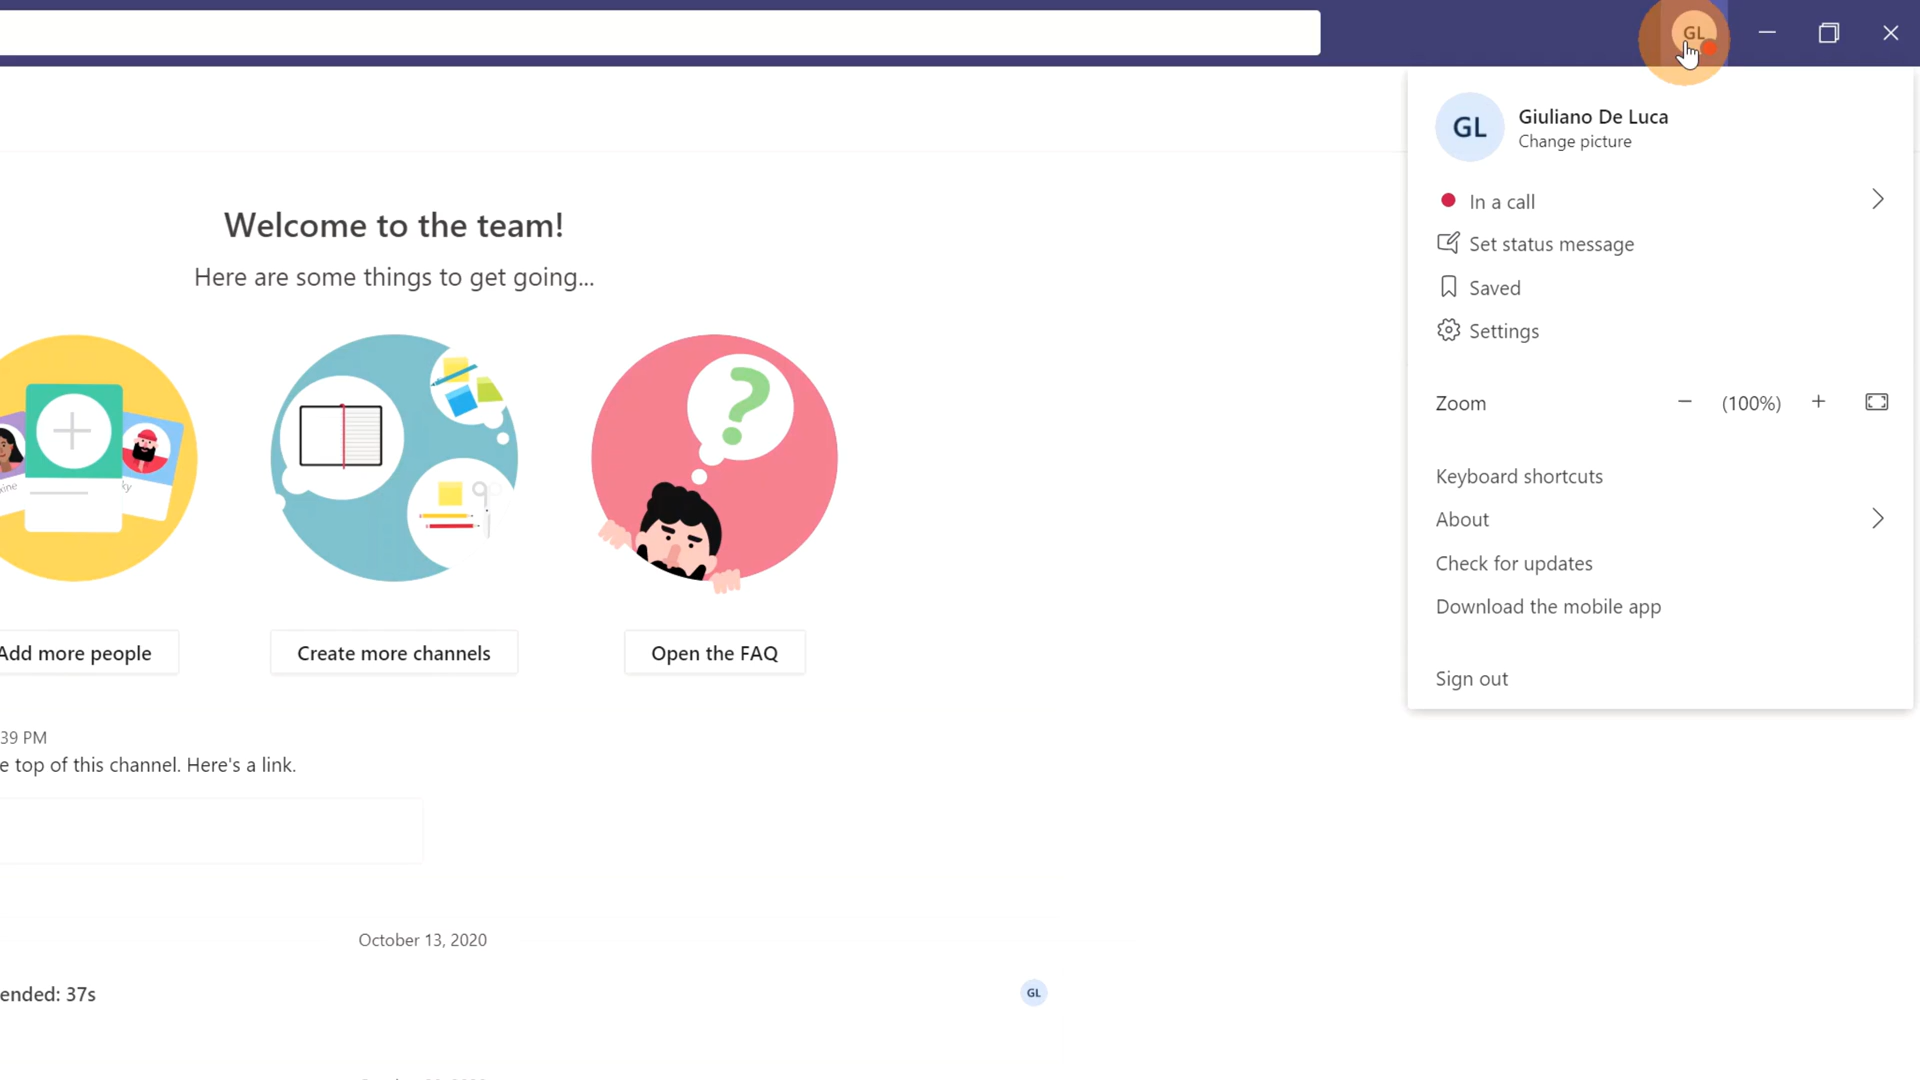 GL
GL
Giuliano De Luca
Change picture
In a call
Set status message
Saved
Settings
Zoom
(100%)
Keyboard shortcuts
About
Check for updates
Download the mobile app
Sign out
Welcome to the team!
Here are some things to get going...
Add more people
Create more channels
Open the FAQ
39 PM
e top of this channel. Here's a link.
October 13, 2020
ended: 37s
GL